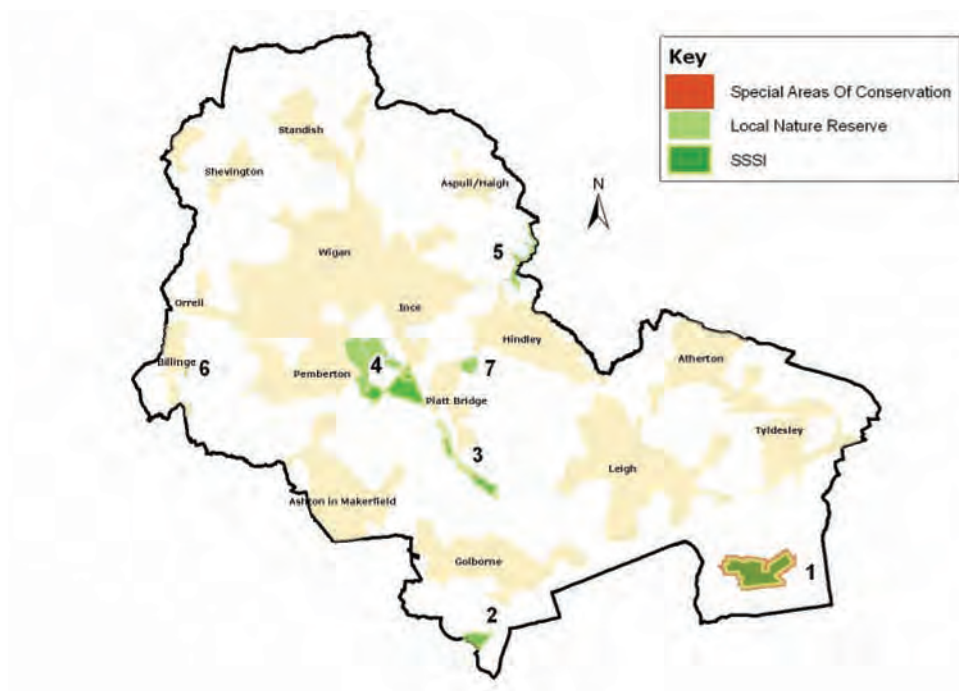 Key
Special Areas Of Conservation
Local Nature Reserve
SSSI
N
Standish
Shevington
Aspull/Haigh
5
Wigan
Orrell
Ince
Hindley
Billinge
6
Pemberton
4
7
Atherton
Platt Bridge
Tyldesley
3
Leigh
Ashton in Makerfield
Golborne
1
2